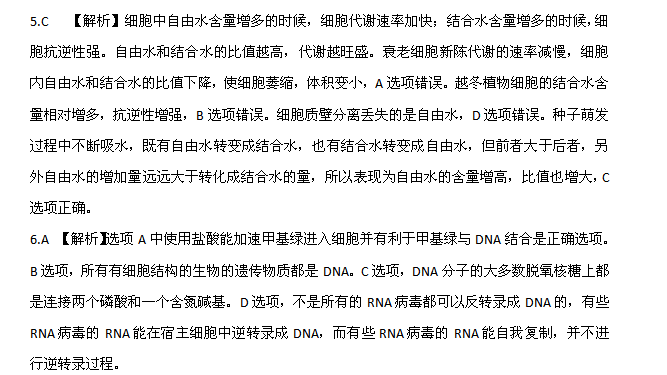 5.C 【解析】细胞中自由水含量增多的时候，细胞代谢速率加快；结合水含量增多的时候，细
胞抗逆性强。自由水和结合水的比值越高，代谢越旺盛。衰老细胞新陈代谢的速率减慢，细胞
内自由水和结合水的比值下降，使细胞萎缩，体积变小，A 选项错误。越冬植物细胞的结合水含
量相对增多，抗逆性增强，B 选项错误。细胞质壁分离丢失的是自由水，D 选项错误。种子萌发
过程中不断吸水，既有自由水转变成结合水，也有结合水转变成自由水，但前者大于后者，另
外自由水的增加量远远大于转化成结合水的量，所以表现为自由水的含量增高，比值也增大，C
选项正确。
6.A 【解析】选项 A 中使用盐酸能加速甲基绿进入细胞并有利于甲基绿与 DNA 结合是正确选项。
B 选项，所有有细胞结构的生物的遗传物质都是 DNA。C 选项，DNA 分子的大多数脱氧核糖上都
是连接两个磷酸和一个含氮碱基。D 选项，不是所有的 RNA 病毒都可以反转录成 DNA 的，有些
RNA 病毒的 RNA 能在宿主细胞中逆转录成 DNA，而有些 RNA 病毒的 RNA 能自我复制，并不进
行逆转录过程。